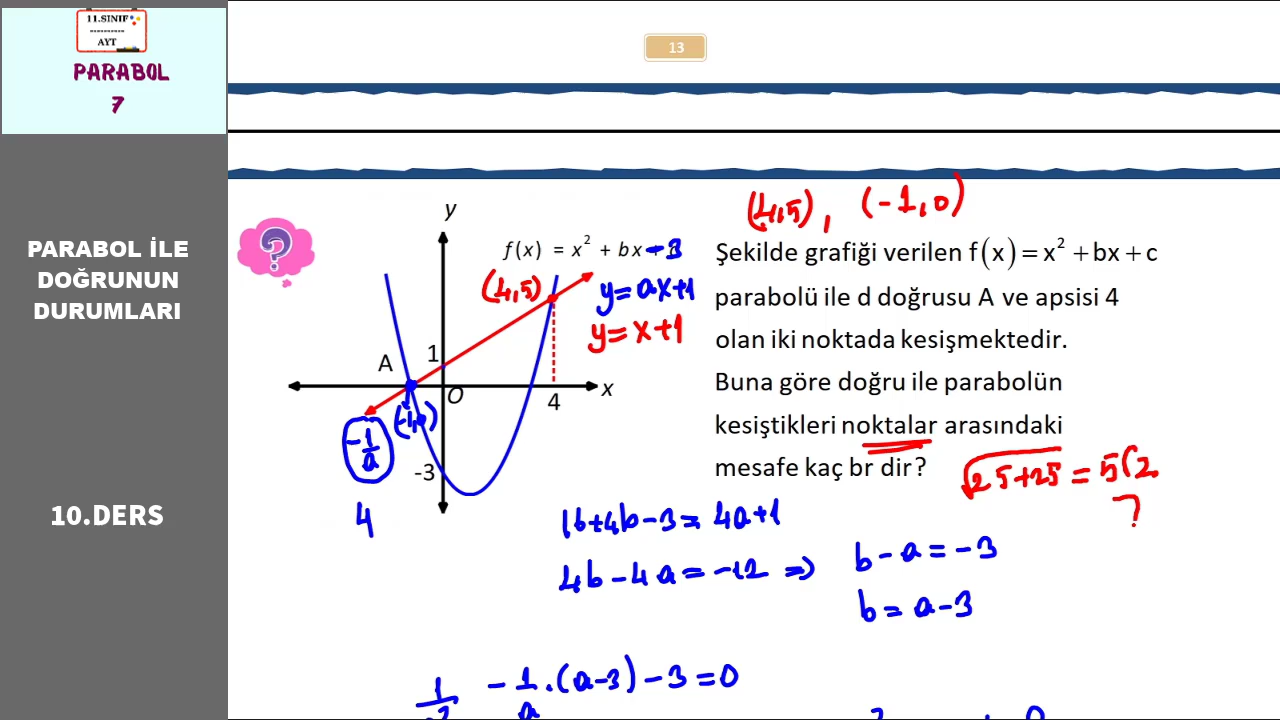 11.SINIF
----------
AYT
PARABOL
7
PARABOL İLE
DOĞRUNUN
DURUMLARI
10.DERS
13
(4,5), (-1,0)
y
f(x) = x² + bx - 3
(4,5)
y=ax+1
y=x+1
A
1
O
4
x
(-1,0)
-1/a
-3
4
Şekilde grafiği verilen f(x) = x² + bx + c
parabolü ile d doğrusu A ve apsisi 4
olan iki noktada kesişmektedir.
Buna göre doğru ile parabolün
kesiştikleri noktalar arasındaki
mesafe kaç br dir?
√25+25 = 5√2
?
16+4b-3=4a+1
4b-4a=-12 ⇒ b-a=-3
b=a-3
-1/a.(a-3)-3=0